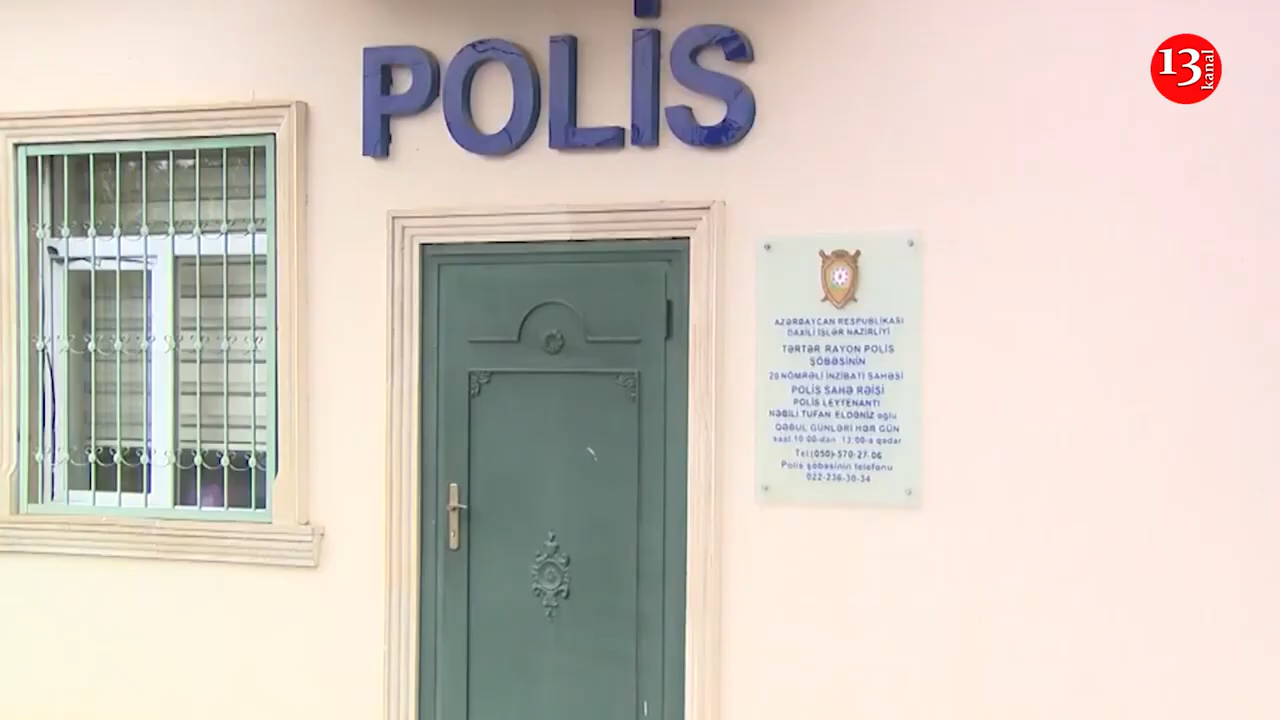 POLİS
13 kanal
AZƏRBAYCAN RESPUBLİKASI
DAXİLİ İŞLƏR NAZİRLİYİ
TƏRTƏR RAYON POLİS
ŞÖBƏSİNİN
20 NÖMRƏLİ İNZİBATİ SAHƏSİ
POLİS SAHƏ RƏİSİ
POLİS LEYTENANTI
NƏBİLİ TUFAN ELDƏNİZ oğlu
QƏBUL GÜNLƏRİ HƏR GÜN
saat 10:00-dan 13:00-a qədər
Tel:(050)-570-27-06
Polis şöbəsinin telefonu
022-236-30-34